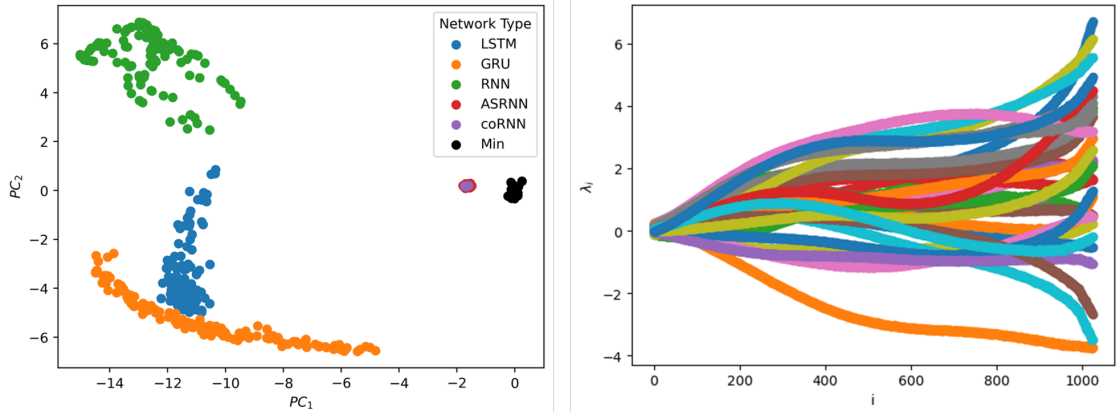 Network Type
LSTM
GRU
RNN
ASRNN
coRNN
Min
6
4
2
0
−2
−4
−6
PC₂
−14 −12 −10 −8 −6 −4 −2 0
PC₁
6
4
2
0
−2
−4
λᵢ
0 200 400 600 800 1000
i